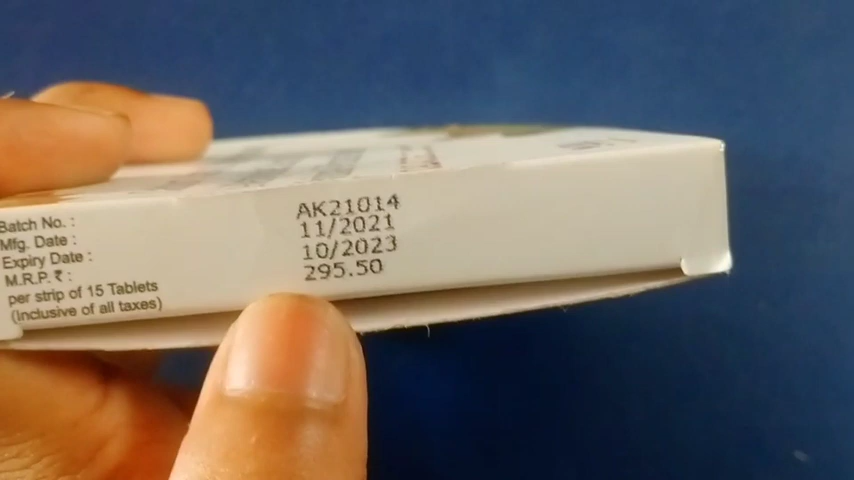 Batch No. : AK21014
Mfg. Date : 11/2021
Expiry Date : 10/2023
M.R.P. ₹ : 295.50
per strip of 15 Tablets
(Inclusive of all taxes)